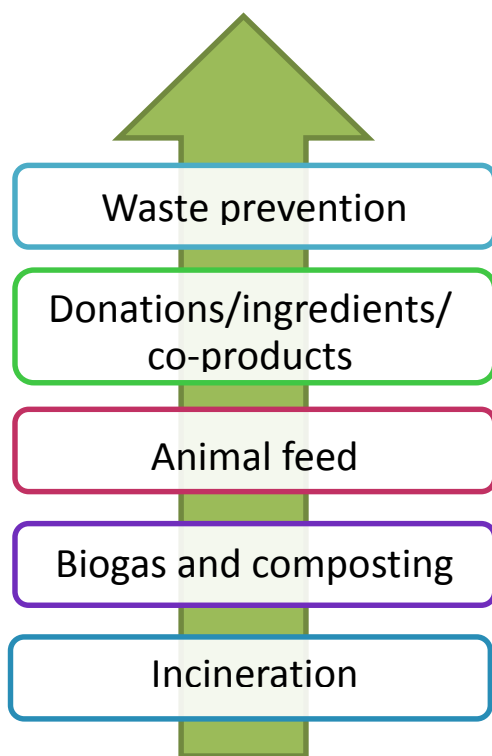 Waste prevention
Donations/ingredients/
co-products
Animal feed
Biogas and composting
Incineration